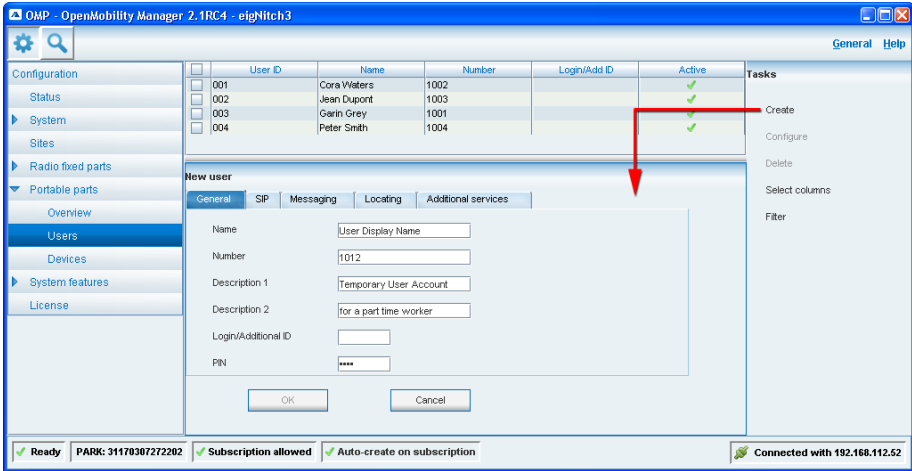 OMP - OpenMobility Manager 2.1RC4 - eigNitch3
General Help
Configuration
Status
System
Sites
Radio fixed parts
Portable parts
Overview
Users
Devices
System features
License
User ID Name Number Login/Add ID Active
001 Cora Waters 1002
002 Jean Dupont 1003
003 Garin Grey 1001
004 Peter Smith 1004
New user
General SIP Messaging Locating Additional services
Name User Display Name
Number 1012
Description 1 Temporary User Account
Description 2 for a part time worker
Login/Additional ID
PIN ••••
OK Cancel
Tasks
Create
Configure
Delete
Select columns
Filter
Ready PARK: 31170307272202 Subscription allowed Auto-create on subscription Connected with 192.168.112.52